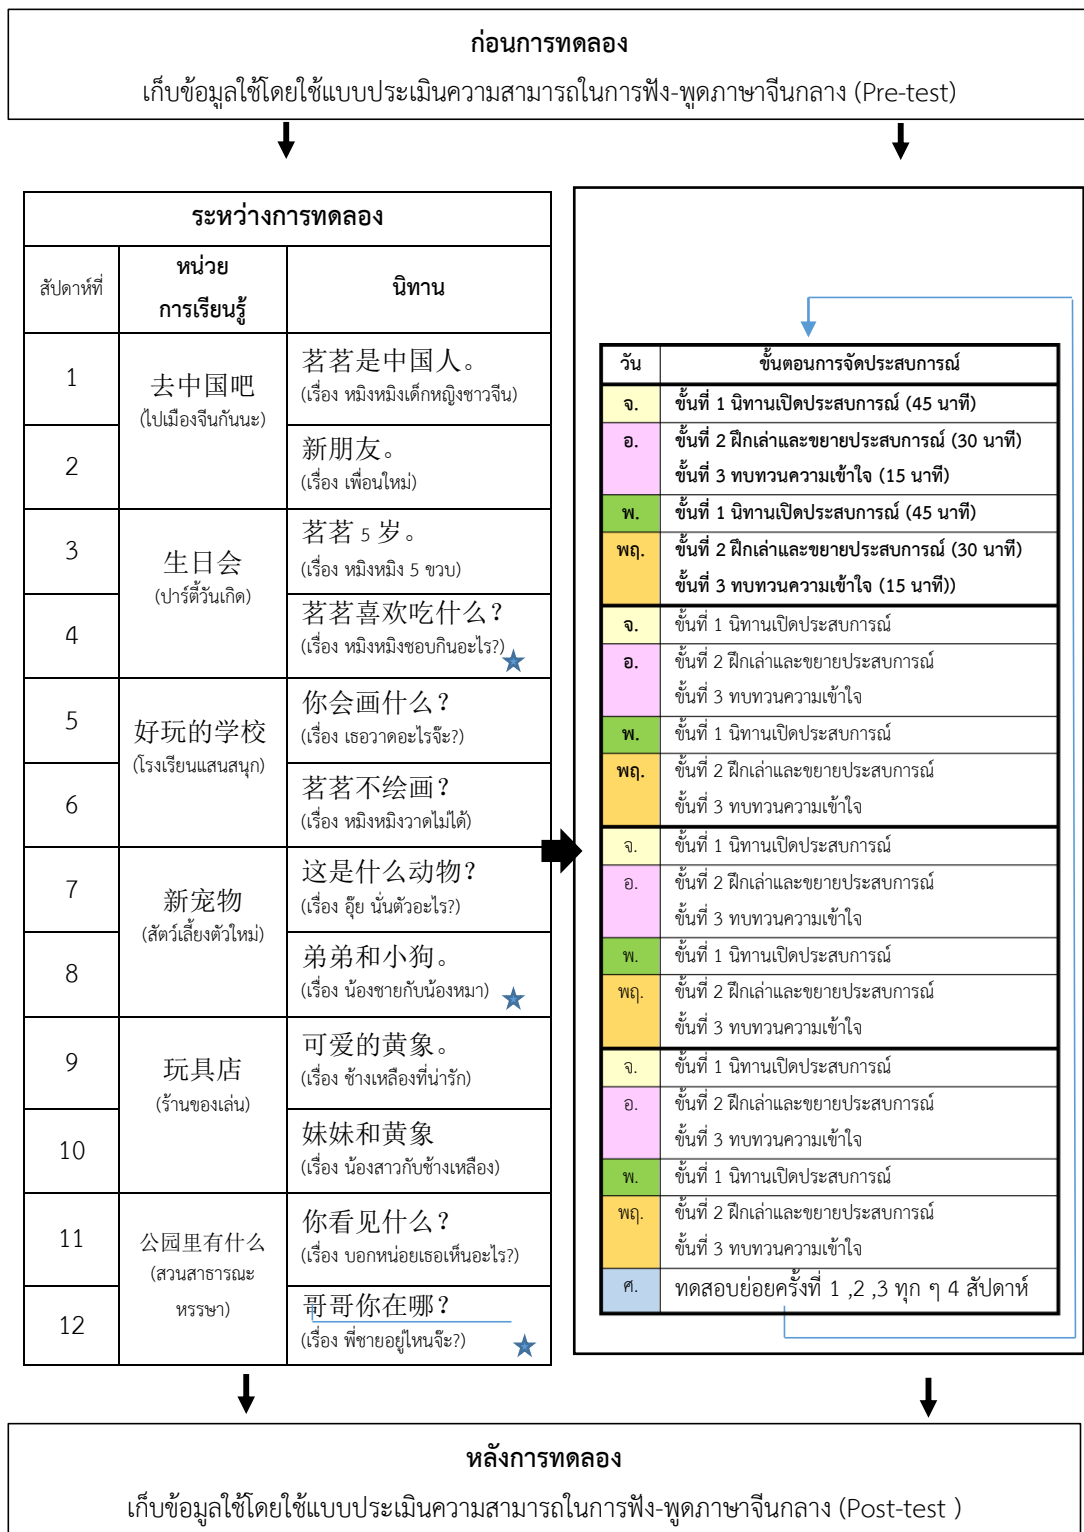 ก่อนการทดลอง
เก็บข้อมูลใช้โดยใช้แบบประเมินความสามารถในการฟัง-พูดภาษาจีนกลาง (Pre-test)
ระหว่างการทดลอง
สัปดาห์ที่
หน่วย
การเรียนรู้
นิทาน
1
去中国吧
(ไปเมืองจีนกันนะ)
茗茗是中国人。
(เรื่อง หมิงหมิงเด็กหญิงชาวจีน)
2
新朋友。
(เรื่อง เพื่อนใหม่)
3
生日会
(ปาร์ตี้วันเกิด)
茗茗 5 岁。
(เรื่อง หมิงหมิง 5 ขวบ)
4
茗茗喜欢吃什么?
(เรื่อง หมิงหมิงชอบกินอะไร?)
5
好玩的学校
(โรงเรียนแสนสนุก)
你会画什么?
(เรื่อง เธอวาดอะไรจ๊ะ?)
6
茗茗不绘画?
(เรื่อง หมิงหมิงวาดไม่ได้)
7
新宠物
(สัตว์เลี้ยงตัวใหม่)
这是什么动物?
(เรื่อง อุ๊ย นั่นตัวอะไร?)
8
弟弟和小狗。
(เรื่อง น้องชายกับน้องหมา)
9
玩具店
(ร้านของเล่น)
可爱的黄象。
(เรื่อง ช้างเหลืองที่น่ารัก)
10
妹妹和黄象
(เรื่อง น้องสาวกับช้างเหลือง)
11
公园里有什么
(สวนสาธารณะ
หรรษา)
你看见什么?
(เรื่อง บอกหน่อยเธอเห็นอะไร?)
12
哥哥你在哪?
(เรื่อง พี่ชายอยู่ไหนจ๊ะ?)
วัน
ขั้นตอนการจัดประสบการณ์
จ.
ขั้นที่ 1 นิทานเปิดประสบการณ์ (45 นาที)
อ.
ขั้นที่ 2 ฝึกเล่าและขยายประสบการณ์ (30 นาที)
ขั้นที่ 3 ทบทวนความเข้าใจ (15 นาที)
พ.
ขั้นที่ 1 นิทานเปิดประสบการณ์ (45 นาที)
พฤ.
ขั้นที่ 2 ฝึกเล่าและขยายประสบการณ์ (30 นาที)
ขั้นที่ 3 ทบทวนความเข้าใจ (15 นาที))
จ.
ขั้นที่ 1 นิทานเปิดประสบการณ์
อ.
ขั้นที่ 2 ฝึกเล่าและขยายประสบการณ์
ขั้นที่ 3 ทบทวนความเข้าใจ
พ.
ขั้นที่ 1 นิทานเปิดประสบการณ์
พฤ.
ขั้นที่ 2 ฝึกเล่าและขยายประสบการณ์
ขั้นที่ 3 ทบทวนความเข้าใจ
จ.
ขั้นที่ 1 นิทานเปิดประสบการณ์
อ.
ขั้นที่ 2 ฝึกเล่าและขยายประสบการณ์
ขั้นที่ 3 ทบทวนความเข้าใจ
พ.
ขั้นที่ 1 นิทานเปิดประสบการณ์
พฤ.
ขั้นที่ 2 ฝึกเล่าและขยายประสบการณ์
ขั้นที่ 3 ทบทวนความเข้าใจ
จ.
ขั้นที่ 1 นิทานเปิดประสบการณ์
อ.
ขั้นที่ 2 ฝึกเล่าและขยายประสบการณ์
ขั้นที่ 3 ทบทวนความเข้าใจ
พ.
ขั้นที่ 1 นิทานเปิดประสบการณ์
พฤ.
ขั้นที่ 2 ฝึกเล่าและขยายประสบการณ์
ขั้นที่ 3 ทบทวนความเข้าใจ
ศ.
ทดสอบย่อยครั้งที่ 1 ,2 ,3 ทุก ๆ 4 สัปดาห์
หลังการทดลอง
เก็บข้อมูลใช้โดยใช้แบบประเมินความสามารถในการฟัง-พูดภาษาจีนกลาง (Post-test )